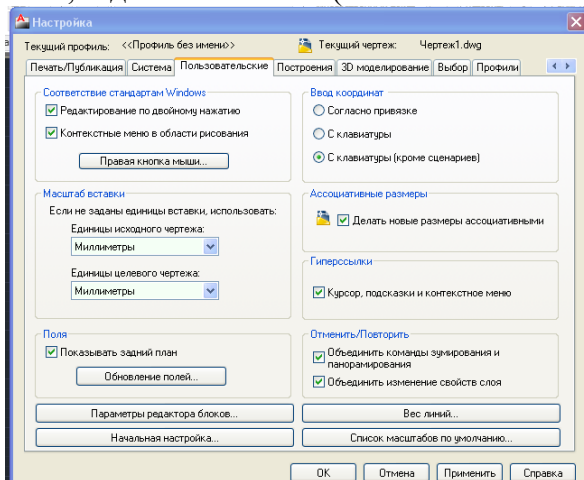 Настройка
Текущий профиль: <<Профиль без имени>> Текущий чертеж: Чертеж1.dwg
Печать/Публикация Система Пользовательские Построения 3D моделирование Выбор Профили
Соответствие стандартам Windows
Редактирование по двойному нажатию
Контекстные меню в области рисования
Правая кнопка мыши...
Масштаб вставки
Если не заданы единицы вставки, использовать:
Единицы исходного чертежа:
Миллиметры
Единицы целевого чертежа:
Миллиметры
Поля
Показывать задний план
Обновление полей...
Ввод координат
Согласно привязке
С клавиатуры
С клавиатуры (кроме сценариев)
Ассоциативные размеры
Делать новые размеры ассоциативными
Гиперссылки
Курсор, подсказки и контекстное меню
Отменить/Повторить
Объединить команды зумирования и
панорамирования
Объединить изменение свойств слоя
Параметры редактора блоков... Вес линий...
Начальная настройка... Список масштабов по умолчанию...
OK Отмена Применить Справка